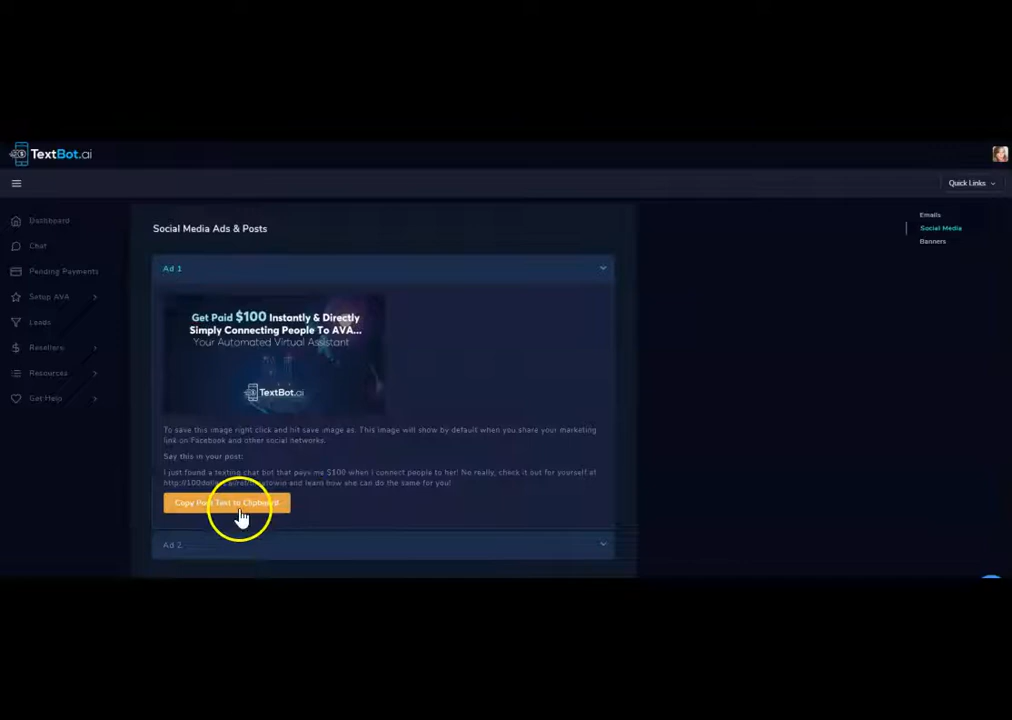 TextBot.ai
Quick Links
Dashboard
Chat
Pending Payments
Setup AVA
Leads
Resellers
Resources
Get Help
Social Media Ads & Posts
Ad 1
Get Paid $100 Instantly & Directly
Simply Connecting People To AVA...
Your Automated Virtual Assistant
TextBot.ai
To save this image right click and hit save image as. This image will show by default when you share your marketing
link on Facebook and other social networks.
Say this in your post:
I just found a texting chat bot that pays me $100 when i connect people to her! No really, check it out for yourself at
and learn how she can do the same for you!
Copy Post Text to Clipboard
Ad 2
Emails
Social Media
Banners